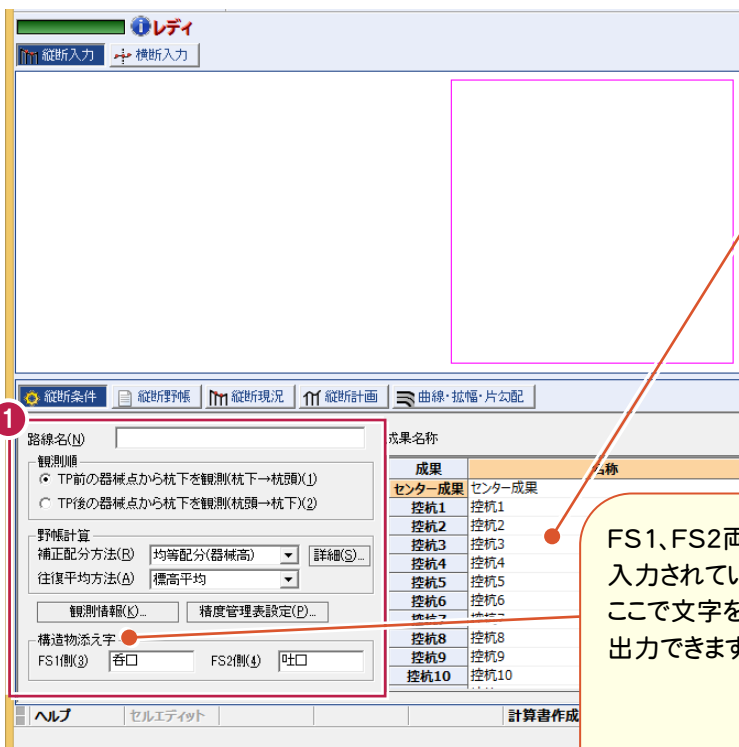 レディ
縦断入力 横断入力
縦断条件 縦断野帳 縦断現況 縦断計画 曲線・拡幅・片勾配
1
路線名(N)
観測順
TP前の器械点から杭下を観測(杭下→杭頭)(1)
TP後の器械点から杭下を観測(杭頭→杭下)(2)
野帳計算
補正配分方法(R) 均等配分(器械高) 詳細(S)...
往復平均方法(A) 標高平均
観測情報(K)... 精度管理表設定(P)...
構造物添え字
FS1側(3) 呑口 FS2側(4) 吐口
成果名称
成果 名称
センター成果 センター成果
控杭1 控杭1
控杭2 控杭2
控杭3 控杭3
控杭4 控杭4
控杭5 控杭5
控杭6 控杭6
控杭8 控杭8
控杭9 控杭9
控杭10 控杭10
FS1、FS2両
入力されてい
ここで文字を
出力できます
ヘルプ セルエディット 計算書作成